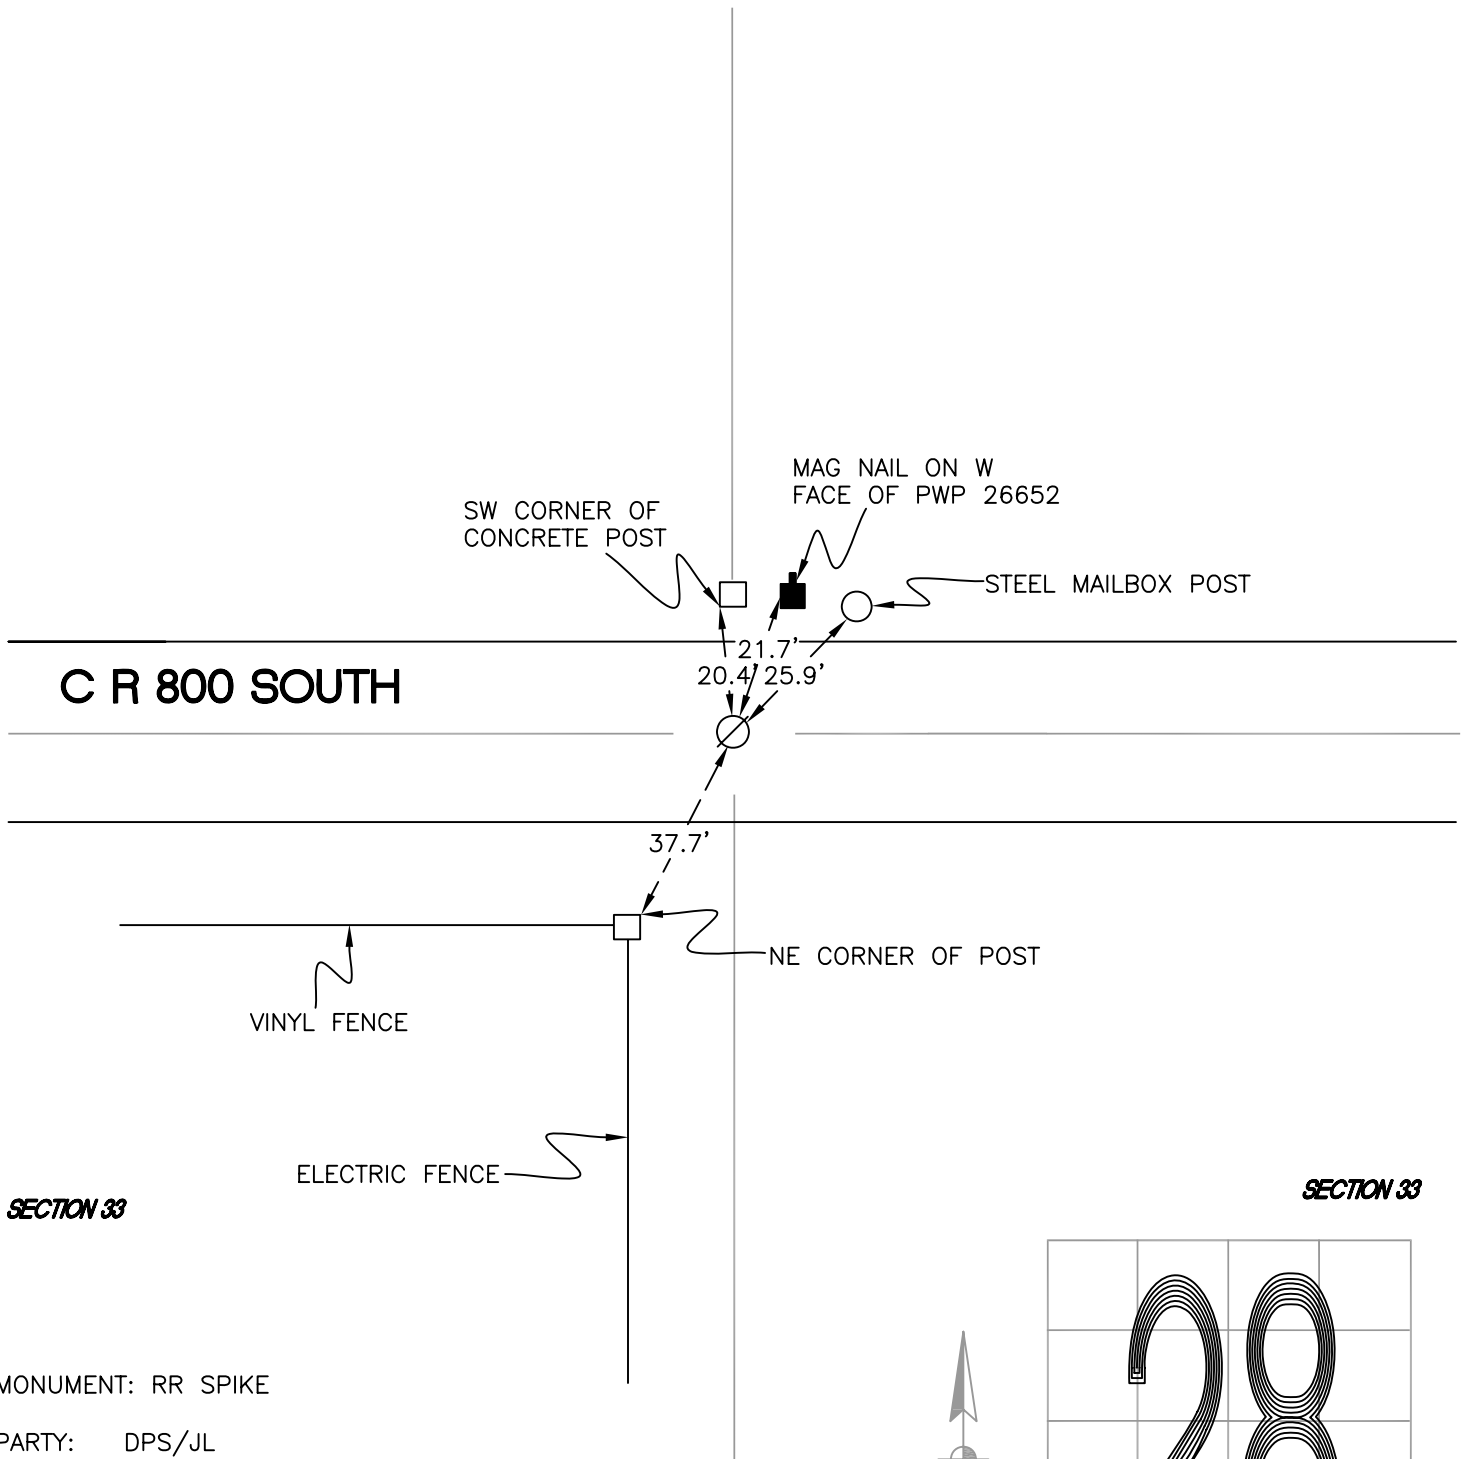 MAG NAIL ON W
FACE OF PWP 26652
SW CORNER OF
CONCRETE POST
STEEL MAILBOX POST
21.7'
20.4'
25.9'
C R 800 SOUTH
37.7'
NE CORNER OF POST
VINYL FENCE
ELECTRIC FENCE
SECTION 33
SECTION 33
28
MONUMENT: RR SPIKE
PARTY: DPS/JL